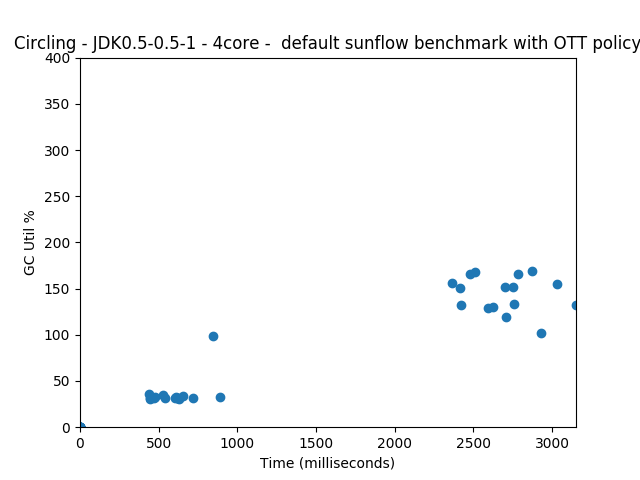 Circling - JDK0.5-0.5-1 - 4core -  default sunflow benchmark with OTT policy
400
350
300
250
200
150
100
50
0
GC Util %
0 500 1000 1500 2000 2500 3000
Time (milliseconds)